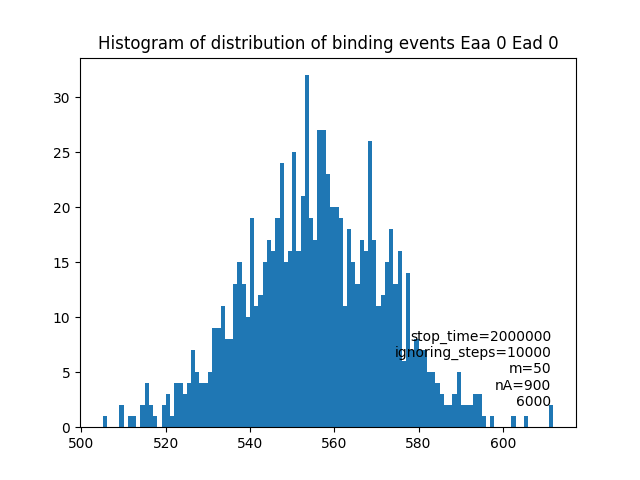 Histogram of distribution of binding events Eaa 0 Ead 0
30
25
20
15
10
5
0
stop_time=2000000
ignoring_steps=10000
m=50
nA=900
6000
500
520
540
560
580
600